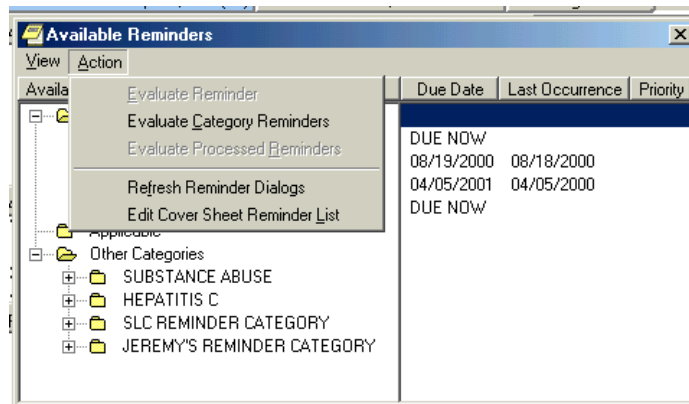 Available Reminders
View Action
Availa Due Date Last Occurrence Priority
Evaluate Reminder
Evaluate Category Reminders
DUE NOW
Evaluate Processed Reminders
08/19/2000 08/18/2000
Refresh Reminder Dialogs
04/05/2001 04/05/2000
Edit Cover Sheet Reminder List
DUE NOW
Applicable
Other Categories
SUBSTANCE ABUSE
HEPATITIS C
SLC REMINDER CATEGORY
JEREMY'S REMINDER CATEGORY